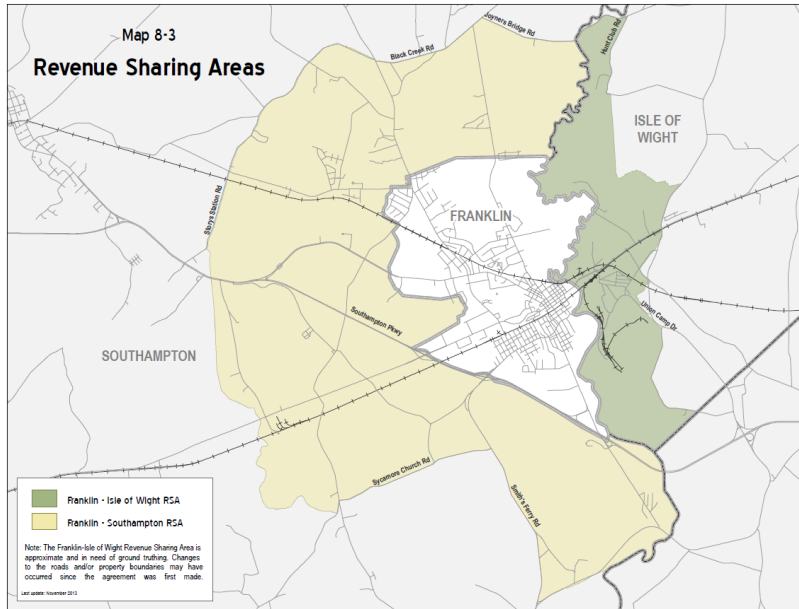 Map 8-3
Revenue Sharing Areas
Joyners Bridge Rd
Black Creek Rd
Hunt Club Rd
ISLE OF
WIGHT
Storys Station Rd
FRANKLIN
Southampton Pkwy
Union Camp Dr
SOUTHAMPTON
Sycamore Church Rd
Smith's Ferry Rd
Franklin - Isle of Wight RSA
Franklin - Southampton RSA
Note: The Franklin-Isle of Wight Revenue Sharing Area is
approximate and in need of ground truthing. Changes
to the roads and/or property boundaries may have
occurred since the agreement was first made.
Last update: November 2013